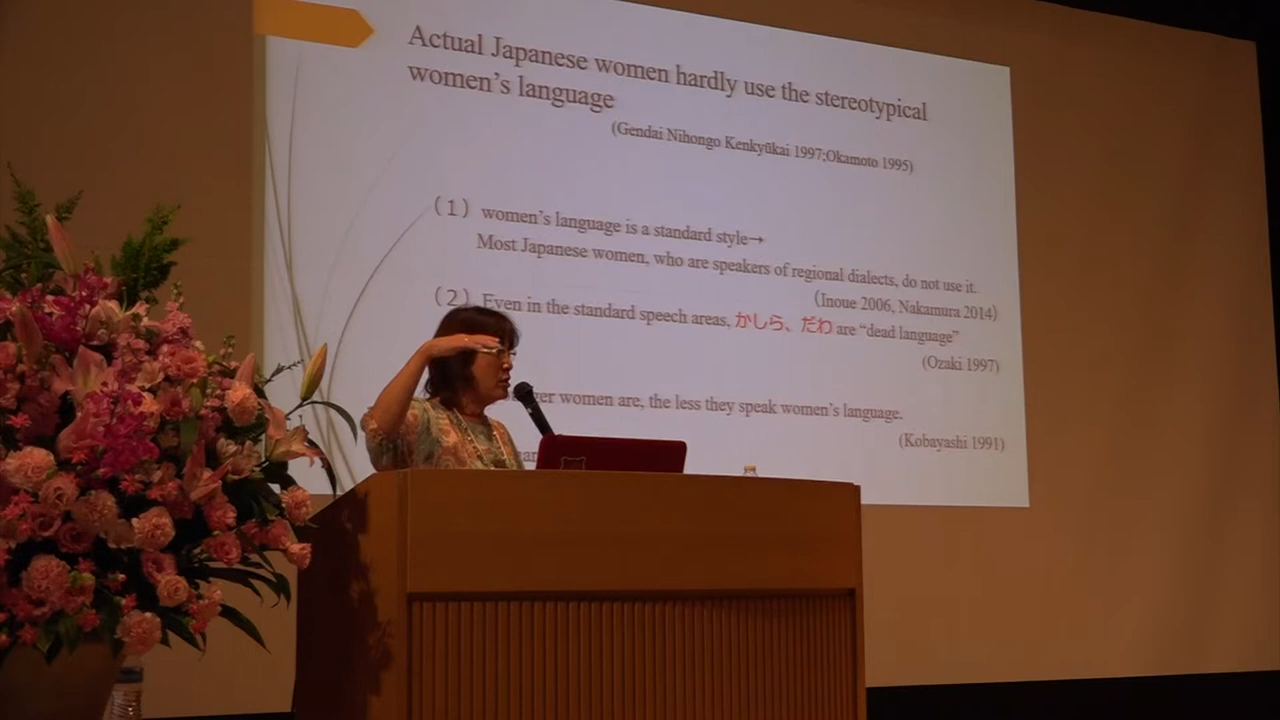 Actual Japanese women hardly use the stereotypical
women's language
(Gendai Nihongo Kenkyūkai 1997;Okamoto 1995)
(1) women's language is a standard style→
Most Japanese women, who are speakers of regional dialects, do not use it.
(Inoue 2006, Nakamura 2014)
(2) Even in the standard speech areas, かしら、だわ are “dead language”
(Ozaki 1997)
women are, the less they speak women's language.
(Kobayashi 1991)